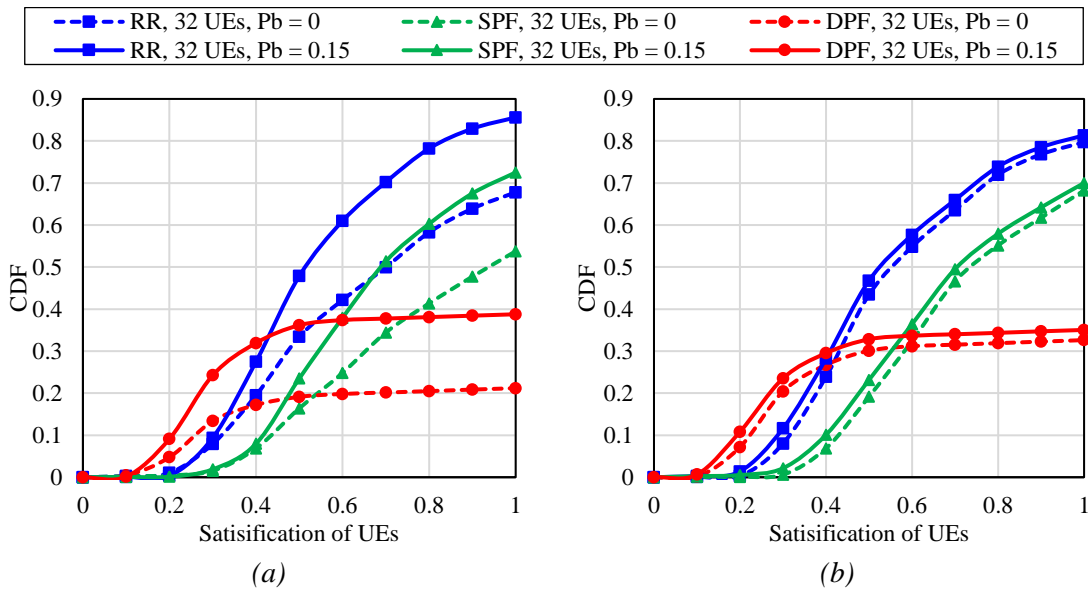 RR, 32 UEs, Pb = 0 SPF, 32 UEs, Pb = 0 DPF, 32 UEs, Pb = 0
RR, 32 UEs, Pb = 0.15 SPF, 32 UEs, Pb = 0.15 DPF, 32 UEs, Pb = 0.15
0.9 0.9
0.8 0.8
0.7 0.7
0.6 0.6
0.5 0.5
CDF CDF
0.4 0.4
0.3 0.3
0.2 0.2
0.1 0.1
0 0
0 0.2 0.4 0.6 0.8 1 0 0.2 0.4 0.6 0.8 1
Satisification of UEs Satisification of UEs
(a) (b)